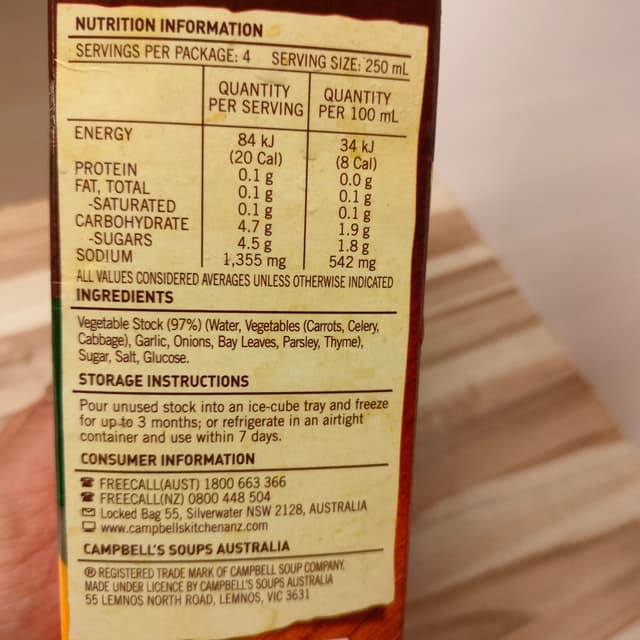 NUTRITION INFORMATION
SERVINGS PER PACKAGE: 4 SERVING SIZE: 250 mL
QUANTITY PER SERVING QUANTITY PER 100 mL
ENERGY 84 kJ 34 kJ
(20 Cal) (8 Cal)
PROTEIN 0.1 g 0.0 g
FAT, TOTAL 0.1 g 0.1 g
-SATURATED 0.1 g 0.1 g
CARBOHYDRATE 4.7 g 1.9 g
-SUGARS 4.5 g 1.8 g
SODIUM 1,355 mg 542 mg
ALL VALUES CONSIDERED AVERAGES UNLESS OTHERWISE INDICATED
INGREDIENTS
Vegetable Stock (97%) (Water, Vegetables (Carrots, Celery,
Cabbage), Garlic, Onions, Bay Leaves, Parsley, Thyme),
Sugar, Salt, Glucose.
STORAGE INSTRUCTIONS
Pour unused stock into an ice-cube tray and freeze
for up to 3 months; or refrigerate in an airtight
container and use within 7 days.
CONSUMER INFORMATION
FREECALL(AUST) 1800 663 366
FREECALL(NZ) 0800 448 504
Locked Bag 55, Silverwater NSW 2128, AUSTRALIA
www.campbellskitchenanz.com
CAMPBELL'S SOUPS AUSTRALIA
® REGISTERED TRADE MARK OF CAMPBELL SOUP COMPANY.
MADE UNDER LICENCE BY CAMPBELL'S SOUPS AUSTRALIA
55 LEMNOS NORTH ROAD, LEMNOS, VIC 3631